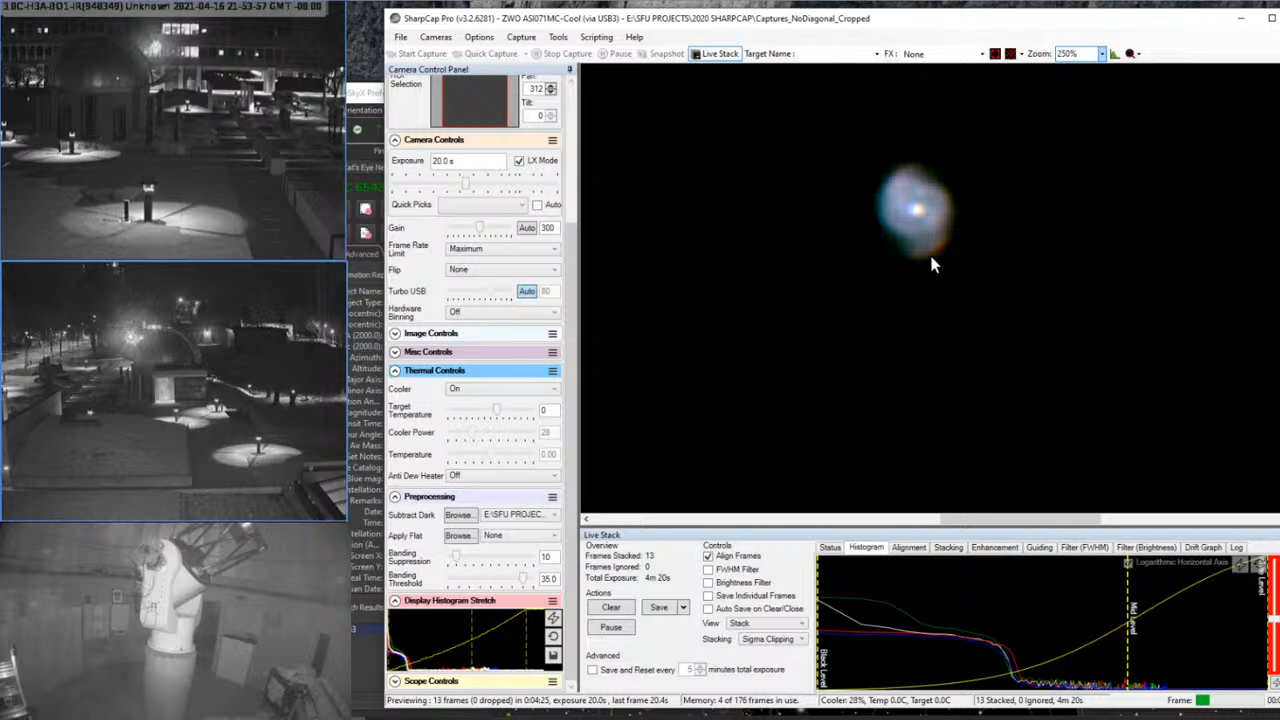 SharpCap Pro (v3.2.6281) - ZWO ASI071MC-Cool (via USB3) - E:\SFU PROJECTS\2020 SHARPCAP\Captures_NoDiagonal_Cropped
File Cameras Options Capture Tools Scripting Help
Start Capture Quick Capture Stop Capture Pause Snapshot Live Stack Target Name : FX : None Zoom: 250%
Camera Control Panel
Selection
Pan:
312
Tilt:
0
Camera Controls
Exposure 20.0 s LX Mode
Quick Picks Auto
Gain Auto 300
Frame Rate
Limit Maximum
Flip None
Turbo USB Auto 80
Hardware
Binning Off
Image Controls
Misc Controls
Thermal Controls
Cooler On
Target
Temperature 0
Cooler Power 28
Temperature 0.00
Anti Dew Heater Off
Preprocessing
Subtract Dark Browse... E:\SFU PROJEC...
Apply Flat Browse... None
Banding
Suppression 10
Banding
Threshold 35.0
Display Histogram Stretch
Scope Controls
Live Stack
Overview
Frames Stacked: 13
Frames Ignored: 0
Total Exposure: 4m 20s
Actions
Clear Save
Pause
Advanced
Save and Reset every 5 minutes total exposure
Controls
Align Frames
FWHM Filter
Brightness Filter
Save Individual Frames
Auto Save on Clear/Close
View Stack
Stacking Sigma Clipping
Status Histogram Alignment Stacking Enhancement Guiding Filter (FWHM) Filter (Brightness) Drift Graph Log
Logarithmic Horizontal Axis
Black Level
Mid Level
Level
Previewing : 13 frames (0 dropped) in 0:04:25, exposure 20.0s , last frame 20.4s Memory: 4 of 176 frames in use. Cooler: 28%, Temp 0.0C, Target 0.0C 13 Stacked, 0 Ignored, 4m 20s Frame: